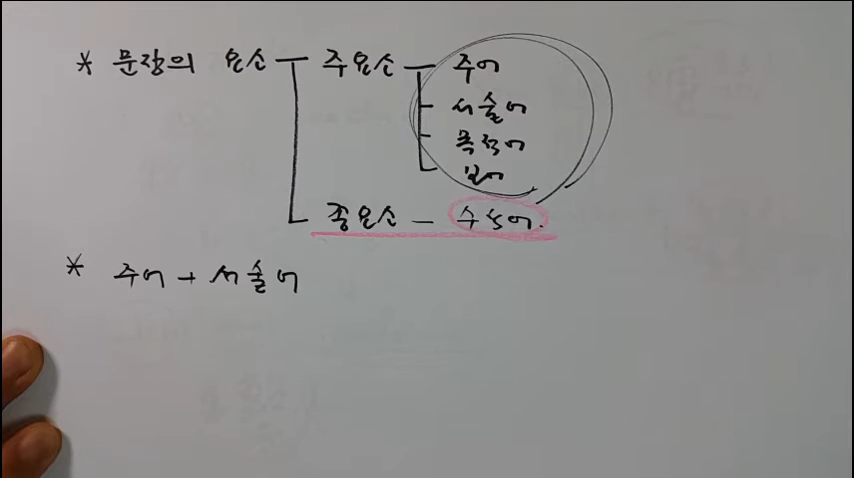 * 문장의 요소 주요소 주어
서술어
목적어
보어
종요소 - 수식어.
* 주어 + 서술어